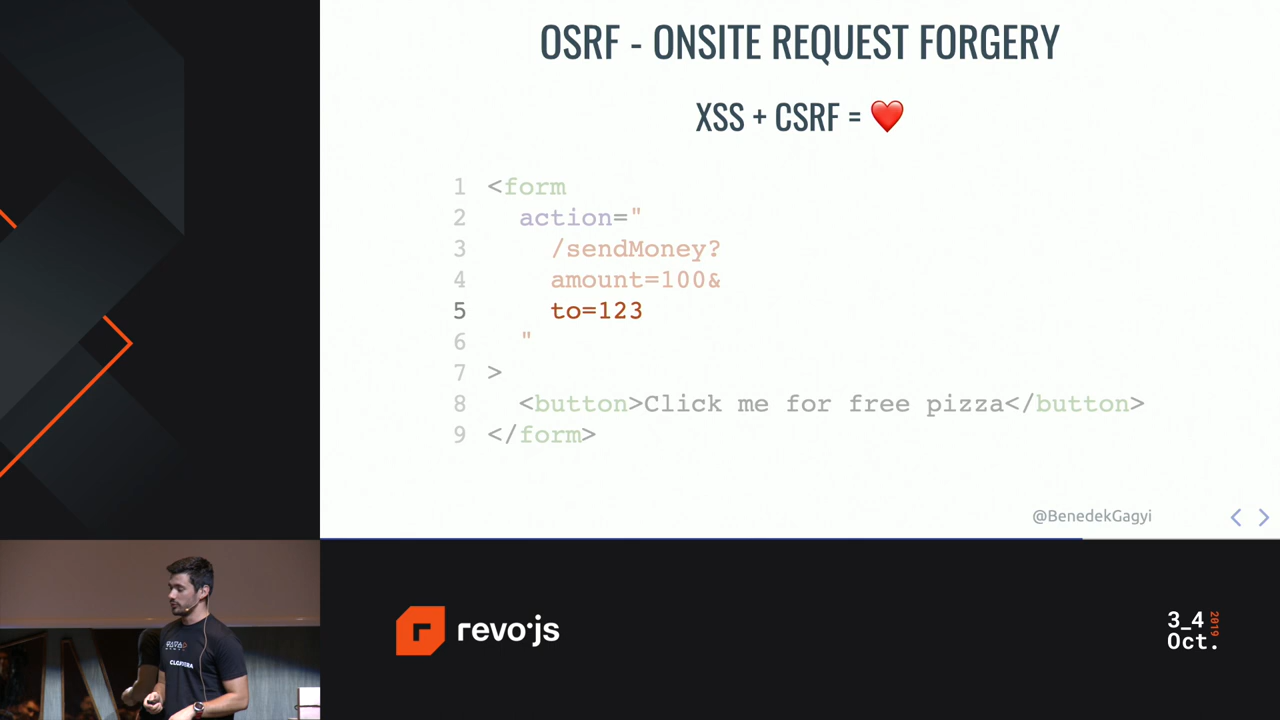 OSRF - ONSITE REQUEST FORGERY
XSS + CSRF = ❤️
1 <form
2 action="
3 /sendMoney?
4 amount=100&
5 to=123
6 "
7 >
8 <button>Click me for free pizza</button>
9 </form>
@BenedekGagyi
revo·js
3_4
Oct.
2019